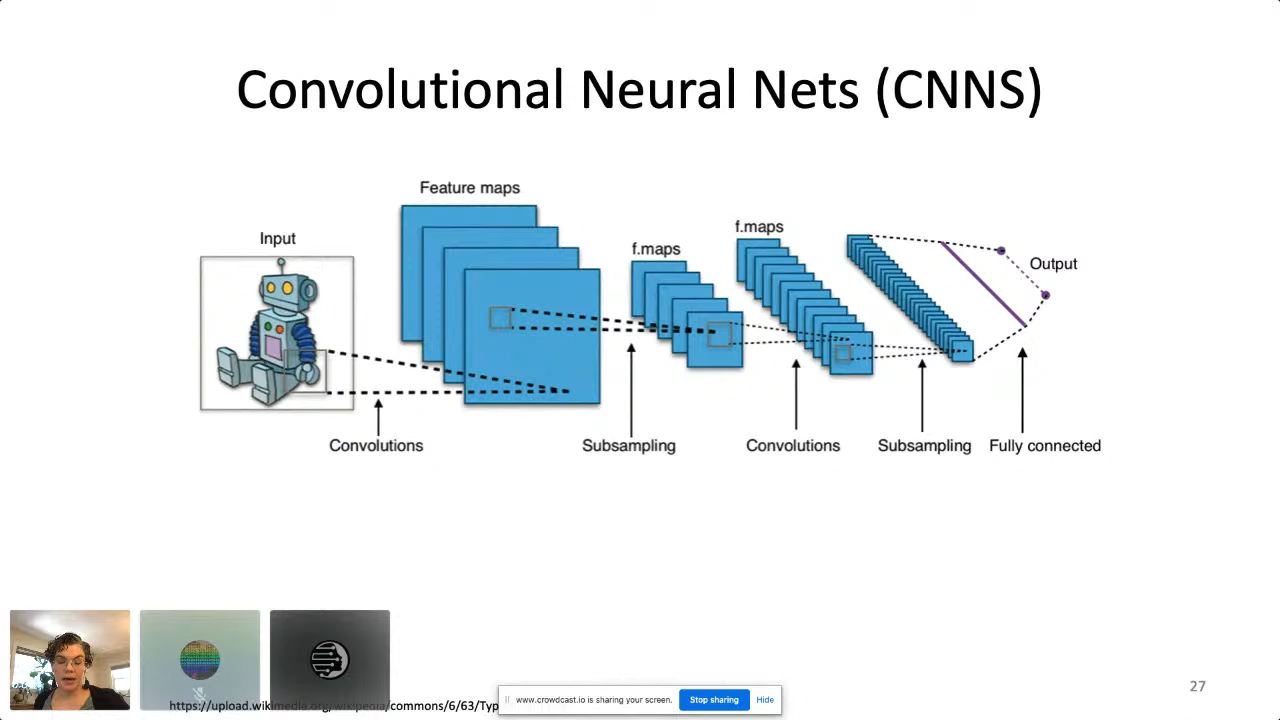 Convolutional Neural Nets (CNNS)
Feature maps
Input
f.maps
f.maps
Output
Convolutions
Subsampling
Convolutions
Subsampling
Fully connected
27
www.crowdcast.io is sharing your screen.
Stop sharing
Hide
https://upload.wikimedia.org/wikipedia/commons/6/63/Typ